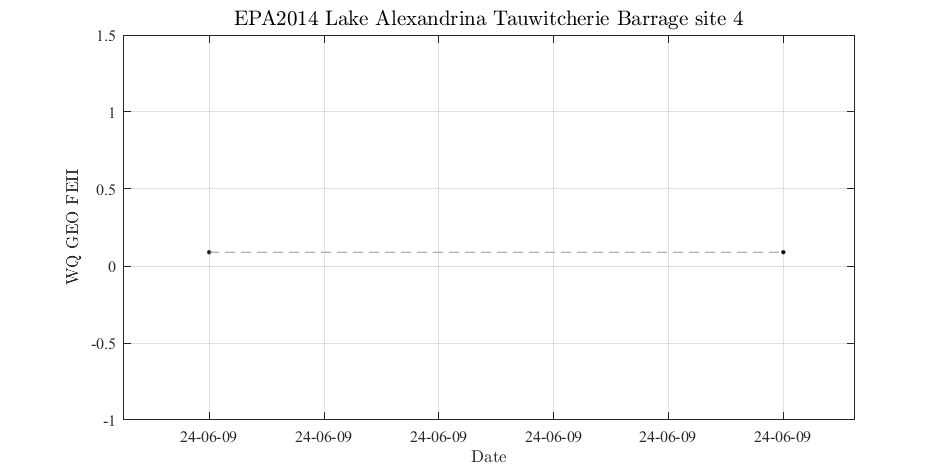 EPA2014 Lake Alexandrina Tauwitcherie Barrage site 4
WQ GEO FEII
1.5
1
0.5
0
-0.5
-1
24-06-09 24-06-09 24-06-09 24-06-09 24-06-09 24-06-09
Date